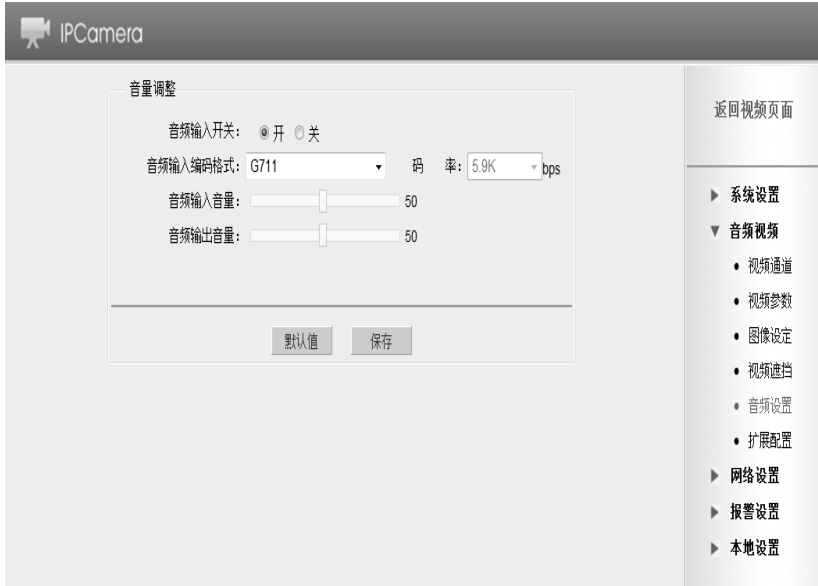 IPCamera
音量调整
音频输入开关： 开 关
音频输入编码格式： G711 码 率： 5.9K bps
音频输入音量： 50
音频输出音量： 50
默认值 保存
返回视频页面
系统设置
音频视频
视频通道
视频参数
图像设定
视频遮挡
音频设置
扩展配置
网络设置
报警设置
本地设置